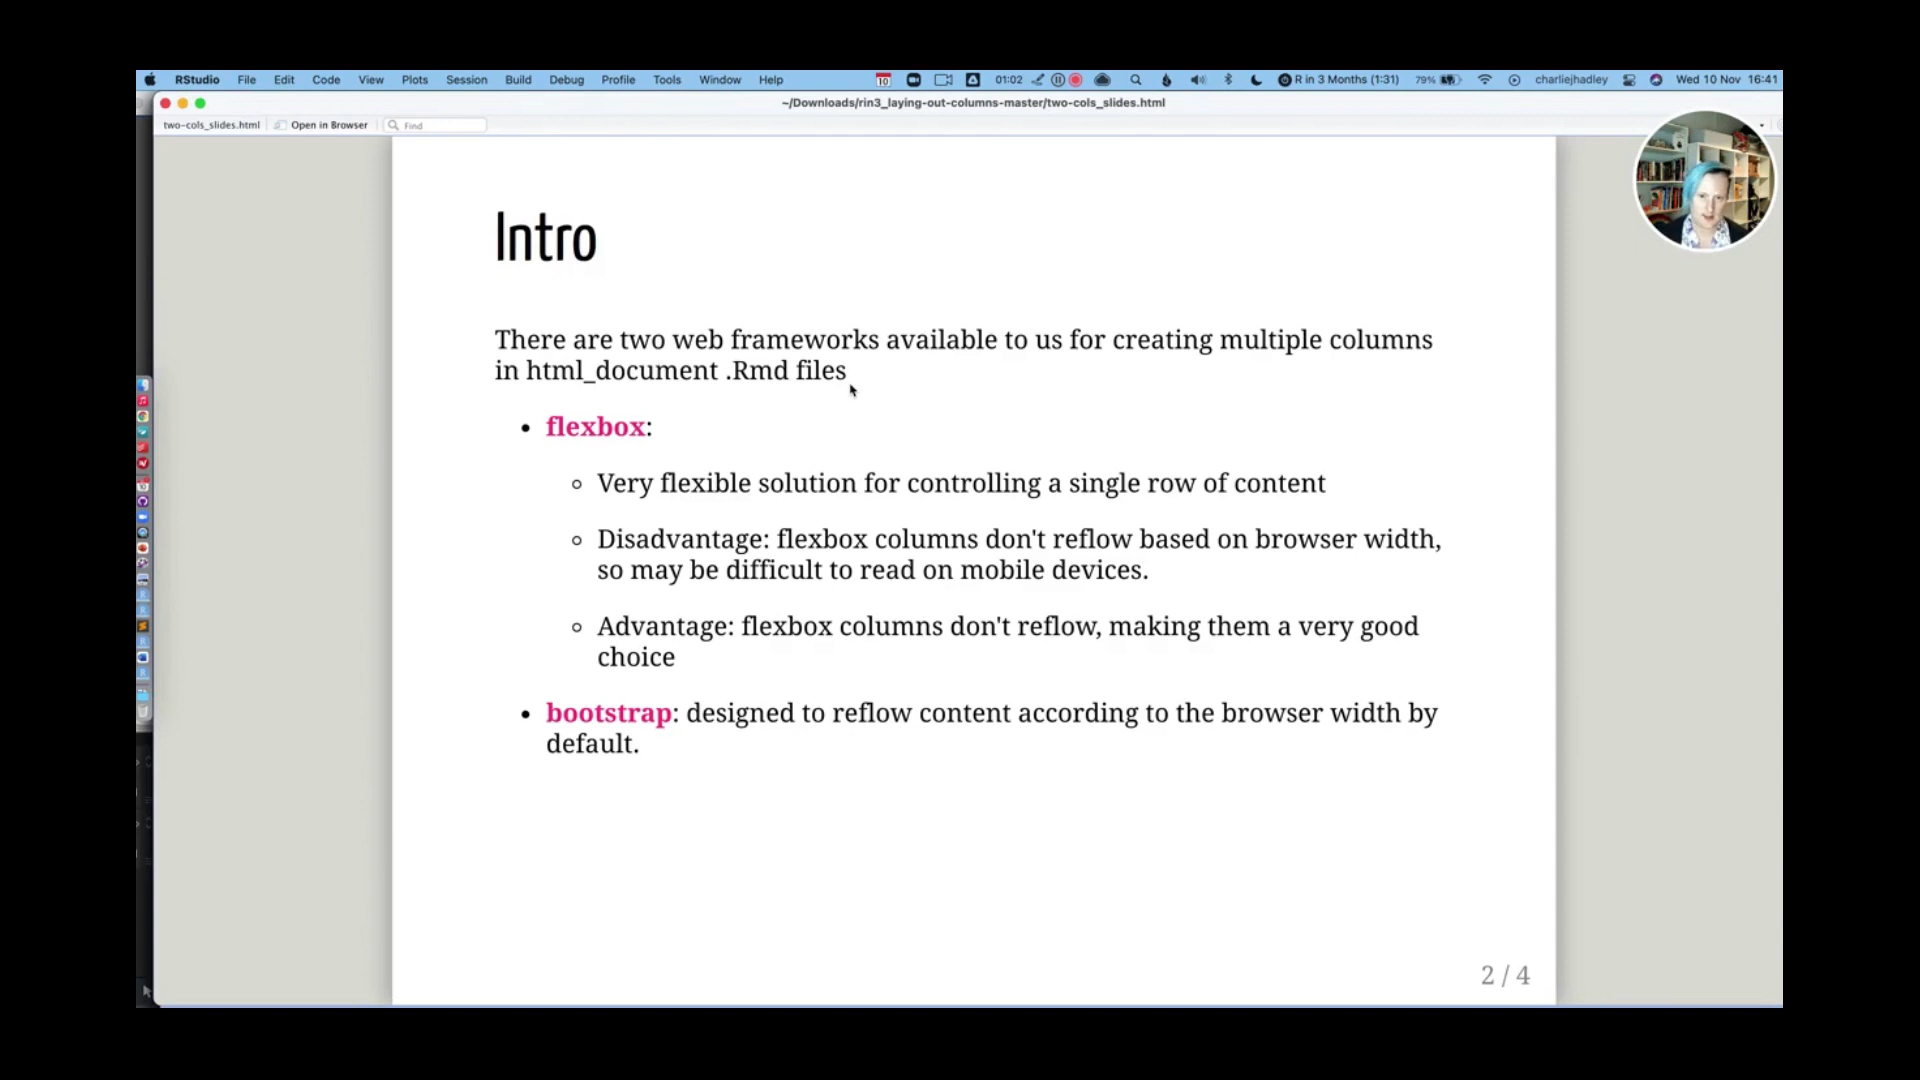 RStudio File Edit Code View Plots Session Build Debug Profile Tools Window Help 10 01:02 R in 3 Months (1:31) 79% charliejhadley Wed 10 Nov 16:41
~/Downloads/rin3_laying-out-columns-master/two-cols_slides.html
two-cols_slides.html Open in Browser Find
Intro
There are two web frameworks available to us for creating multiple columns
in html_document .Rmd files
• flexbox:
◦ Very flexible solution for controlling a single row of content
◦ Disadvantage: flexbox columns don't reflow based on browser width,
so may be difficult to read on mobile devices.
◦ Advantage: flexbox columns don't reflow, making them a very good
choice
• bootstrap: designed to reflow content according to the browser width by
default.
2 / 4